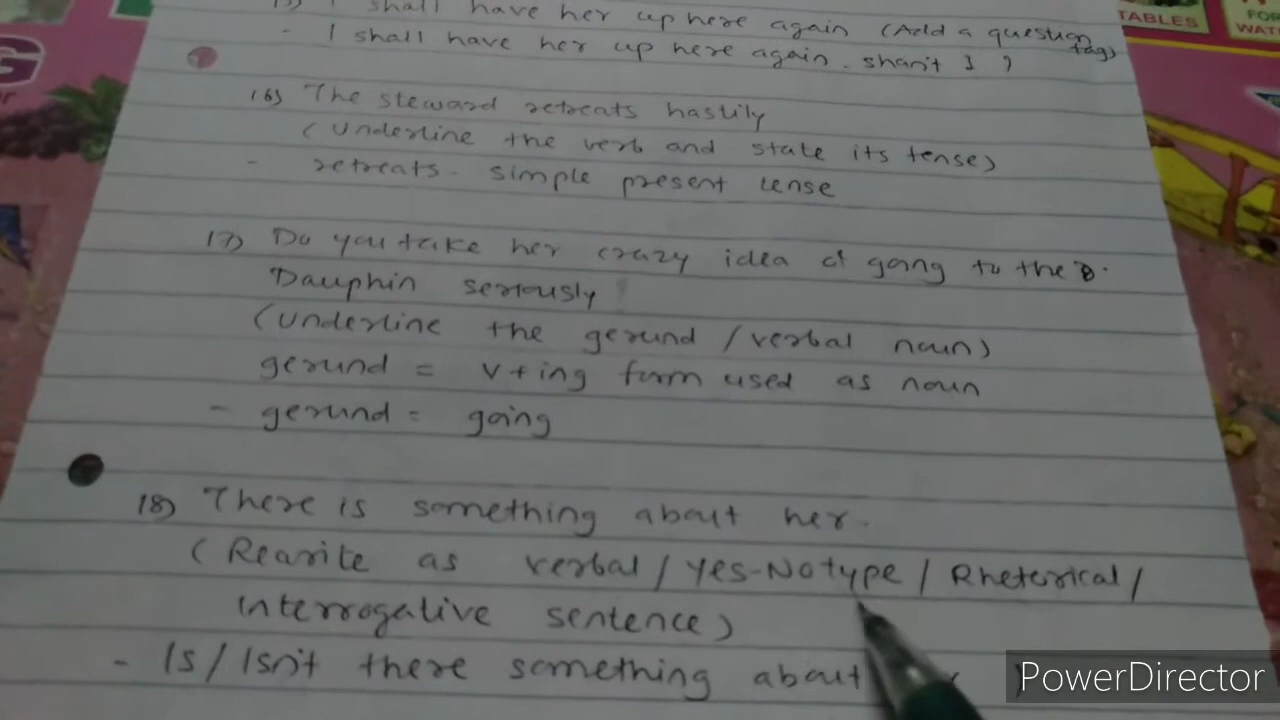 15) I shall have her up here again (Add a question tag)
- I shall have her up here again. shan't I ?
16) The steward retreats hastily
(Underline the verb and state its tense)
- retreats - simple present tense
17) Do you take her crazy idea of going to the D.
Dauphin seriously
(Underline the gerund / verbal noun)
gerund = v+ing form used as noun
- gerund = going
18) There is something about her.
(Rewrite as verbal / Yes-No type / Rhetorical /
Interrogative sentence)
- Is / Isn't there something about
PowerDirector
TABLES
FOR
WAT
G